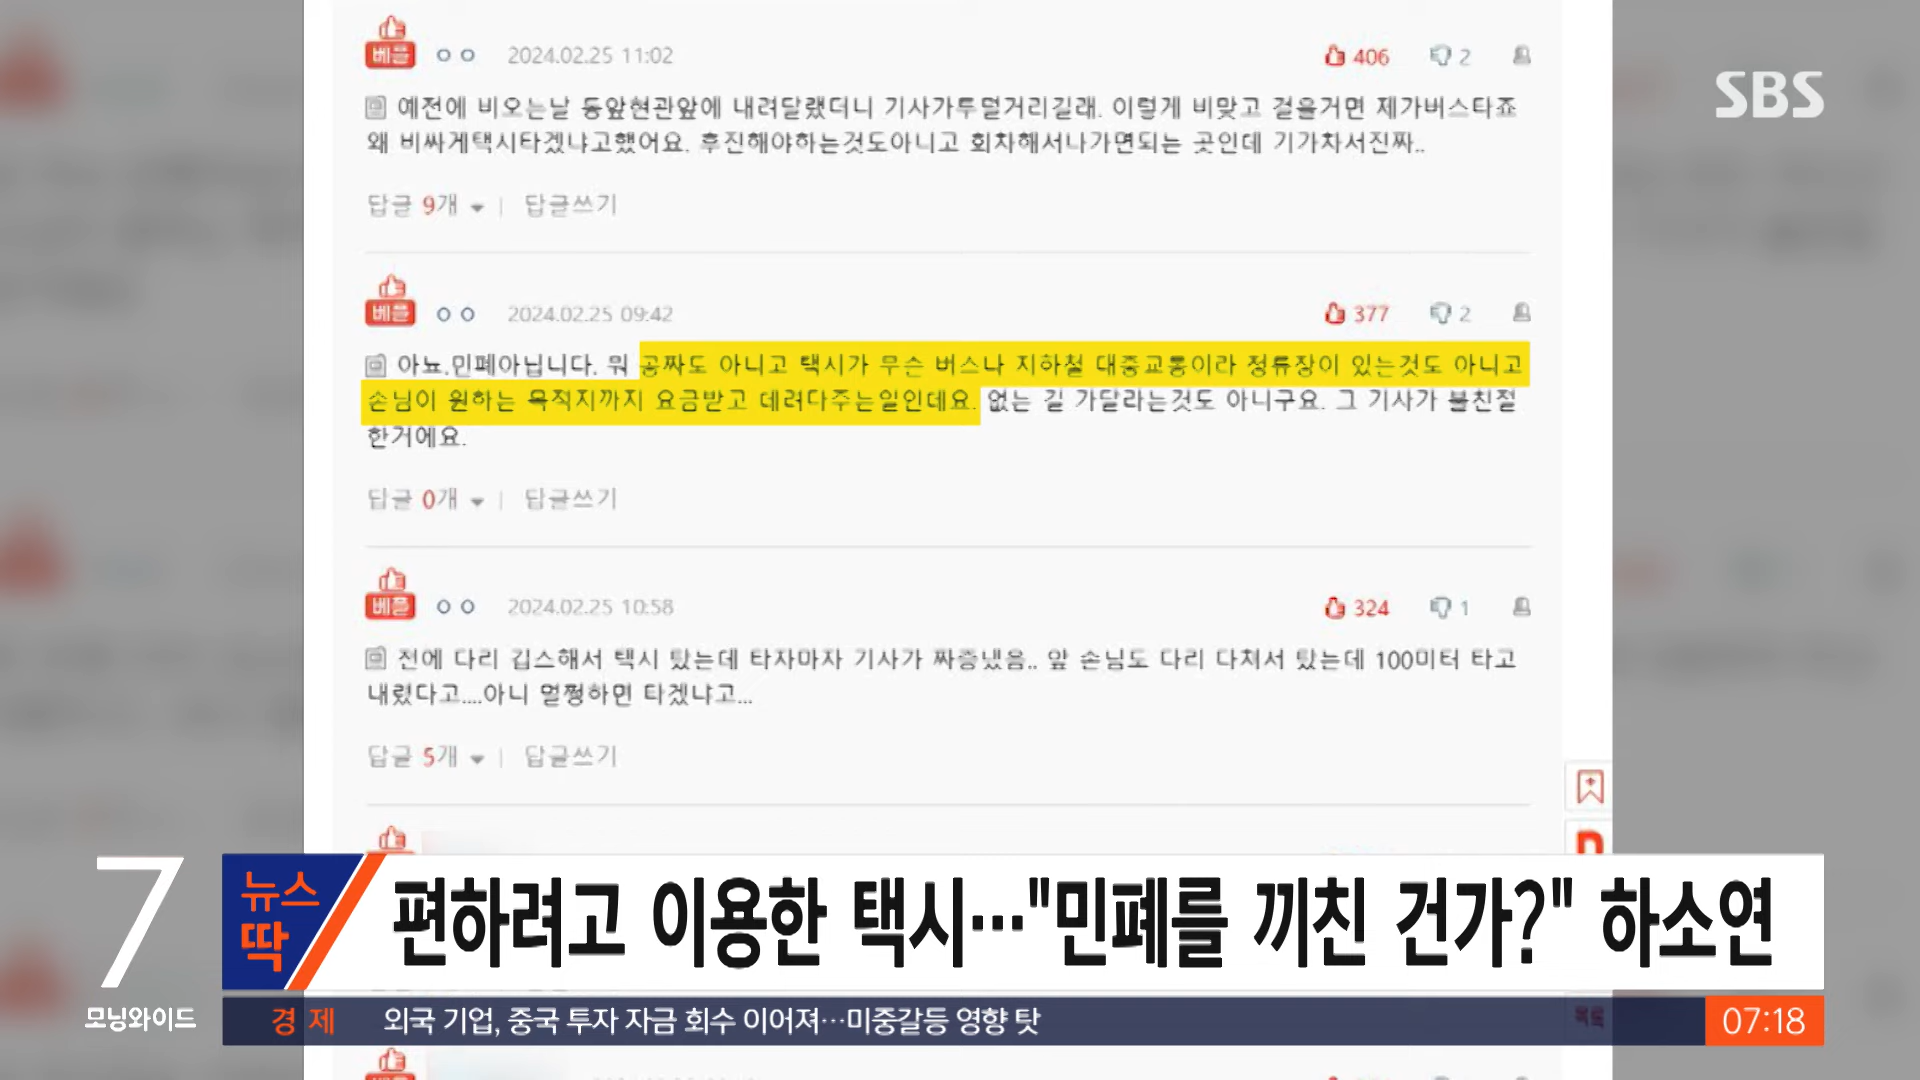 베플 ㅇㅇ 2024.02.25 11:02 406 2
SBS
예전에 비오는날 동앞현관앞에 내려달랬더니 기사가투덜거리길래. 이렇게 비맞고 걸을거면 제가버스타죠
왜 비싸게택시타겠냐고했어요. 후진해야하는것도아니고 회차해서나가면되는 곳인데 기가차서진짜..
답글 9개 | 답글쓰기
베플 ㅇㅇ 2024.02.25 09:42 377 2
아뇨.민폐아닙니다. 뭐 공짜도 아니고 택시가 무슨 버스나 지하철 대중교통이라 정류장이 있는것도 아니고
손님이 원하는 목적지까지 요금받고 데려다주는일인데요. 없는 길 가달라는것도 아니구요. 그 기사가 불친절
한거에요.
답글 0개 | 답글쓰기
베플 ㅇㅇ 2024.02.25 10:58 324 1
전에 다리 깁스해서 택시 탔는데 타자마자 기사가 짜증냈음.. 앞 손님도 다리 다쳐서 탔는데 100미터 타고
내렸다고....아니 멀쩡하면 타겠냐고...
답글 5개 | 답글쓰기
7
모닝와이드
뉴스
딱
편하려고 이용한 택시…"민폐를 끼친 건가?" 하소연
경제 외국 기업, 중국 투자 자금 회수 이어져…미중갈등 영향 탓 07:18